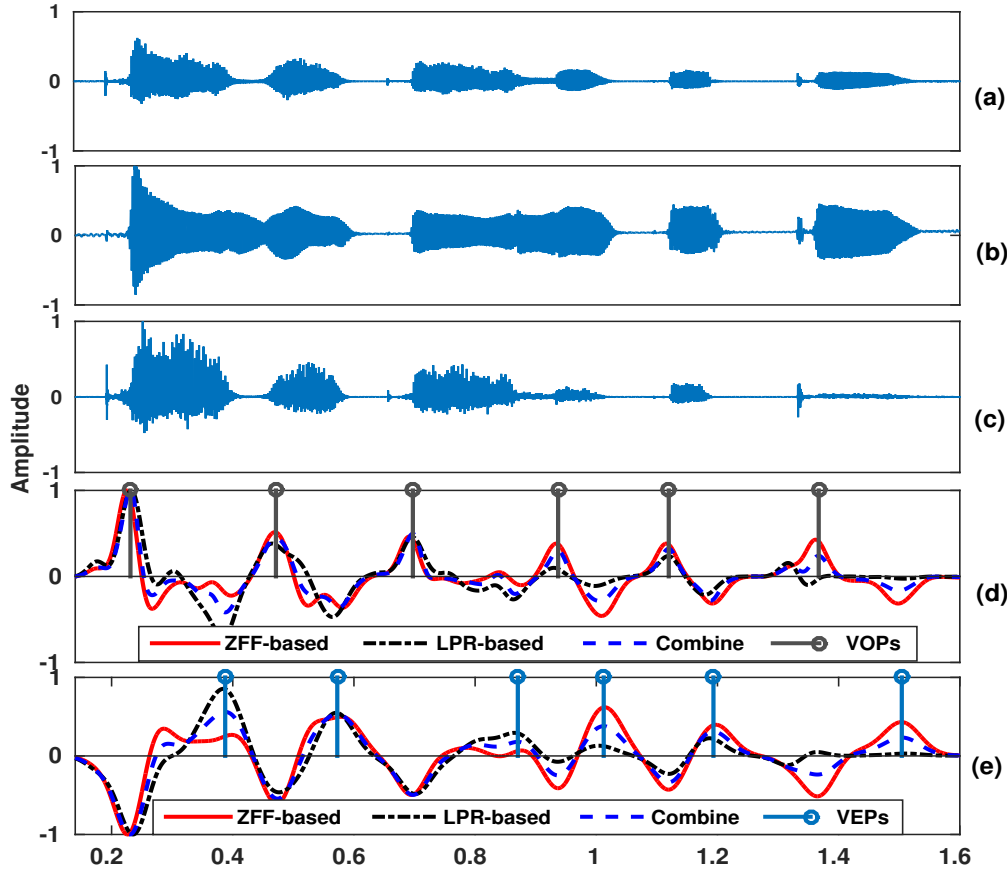 1
0
-1
(a)
1
0
-1
(b)
1
0
-1
(c)
Amplitude
1
0
-1
(d)
ZFF-based LPR-based Combine VOPs
1
0
-1
(e)
ZFF-based LPR-based Combine VEPs
0.2 0.4 0.6 0.8 1 1.2 1.4 1.6